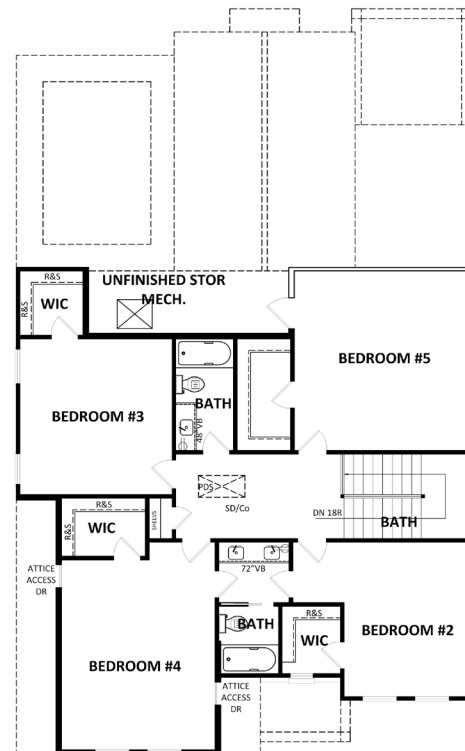 R&S
R&S
WIC
UNFINISHED STOR
MECH.
BEDROOM #5
BEDROOM #3
BATH
48"VB
PDS
SD/Co
DN 18R
BATH
R&S
R&S
WIC
SHELVS
ATTICE
ACCESS
DR
72"VB
BATH
R&S
R&S
WIC
BEDROOM #2
BEDROOM #4
ATTICE
ACCESS
DR